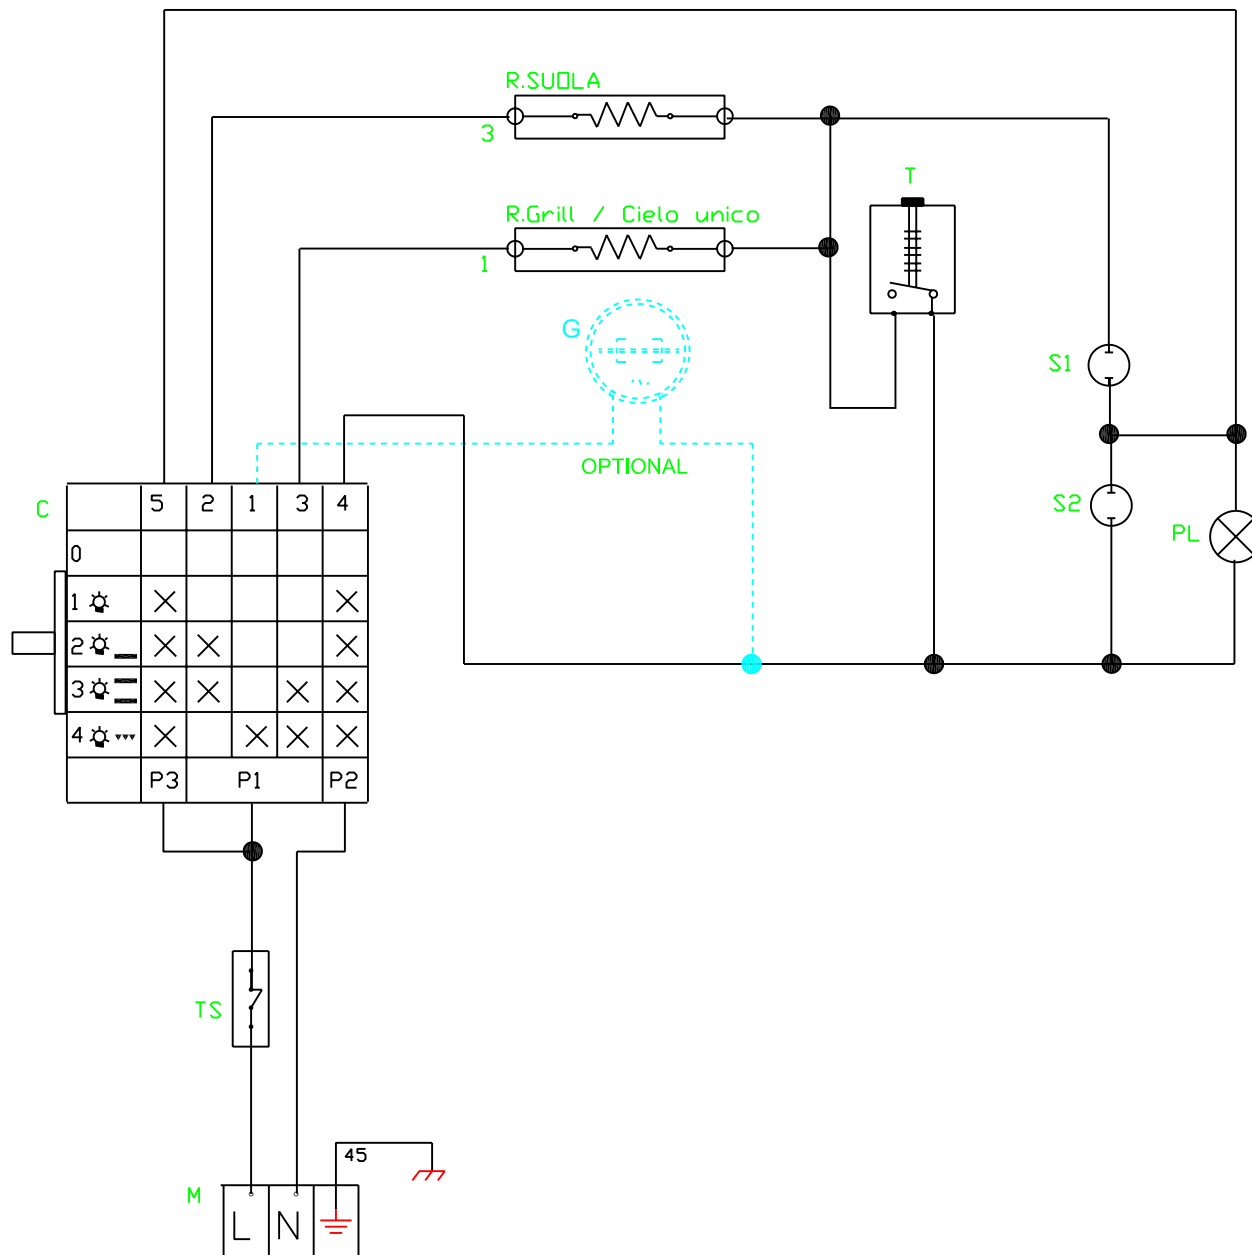 R.SUOLA
3
T
R.Grill / Cielo unico
1
G
S1
OPTIONAL
C
5 2 1 3 4
S2
PL
0
1
2
3
4
P3 P1 P2
TS
45
M
L N